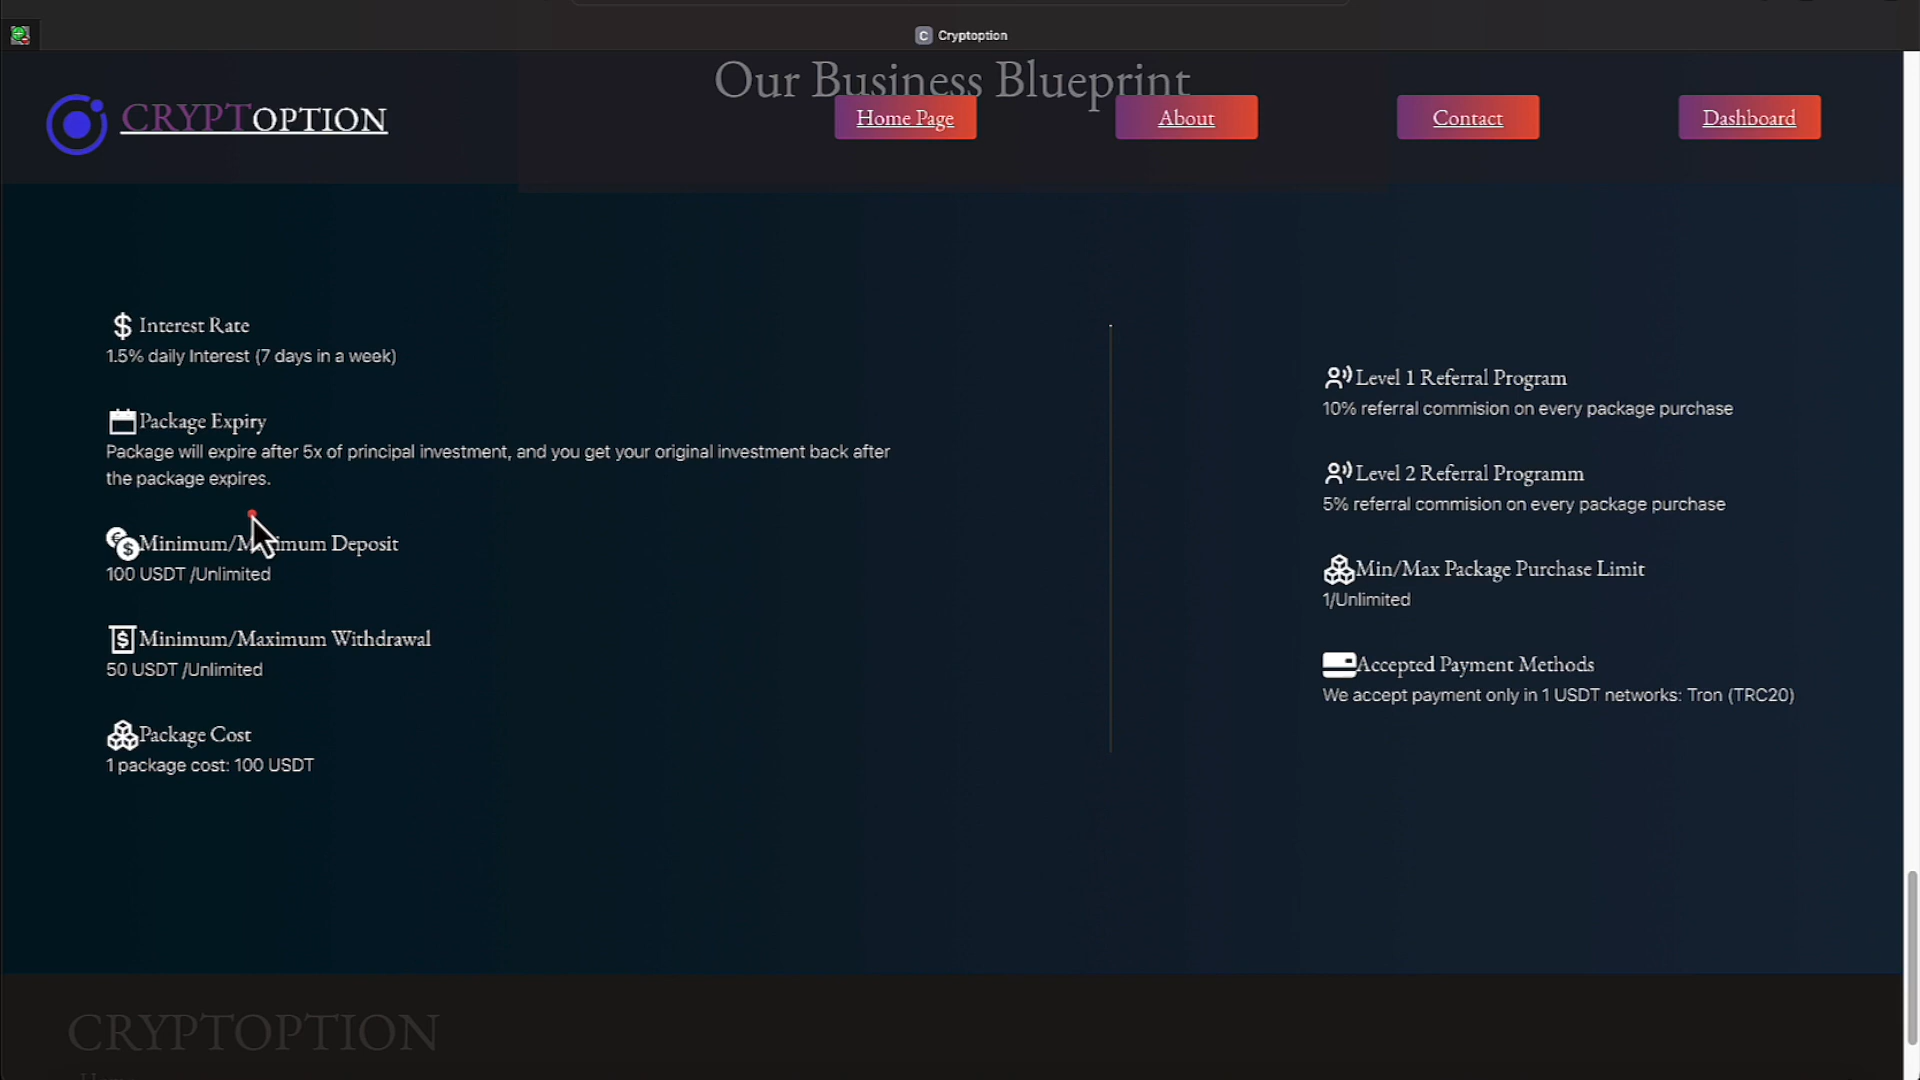 Cryptoption
Our Business Blueprint
CRYPTOPTION
Home Page
About
Contact
Dashboard
Interest Rate
1.5% daily Interest (7 days in a week)
Package Expiry
Package will expire after 5x of principal investment, and you get your original investment back after
the package expires.
Minimum/Maximum Deposit
100 USDT /Unlimited
Minimum/Maximum Withdrawal
50 USDT /Unlimited
Package Cost
1 package cost: 100 USDT
Level 1 Referral Program
10% referral commision on every package purchase
Level 2 Referral Programm
5% referral commision on every package purchase
Min/Max Package Purchase Limit
1/Unlimited
Accepted Payment Methods
We accept payment only in 1 USDT networks: Tron (TRC20)
CRYPTOPTION